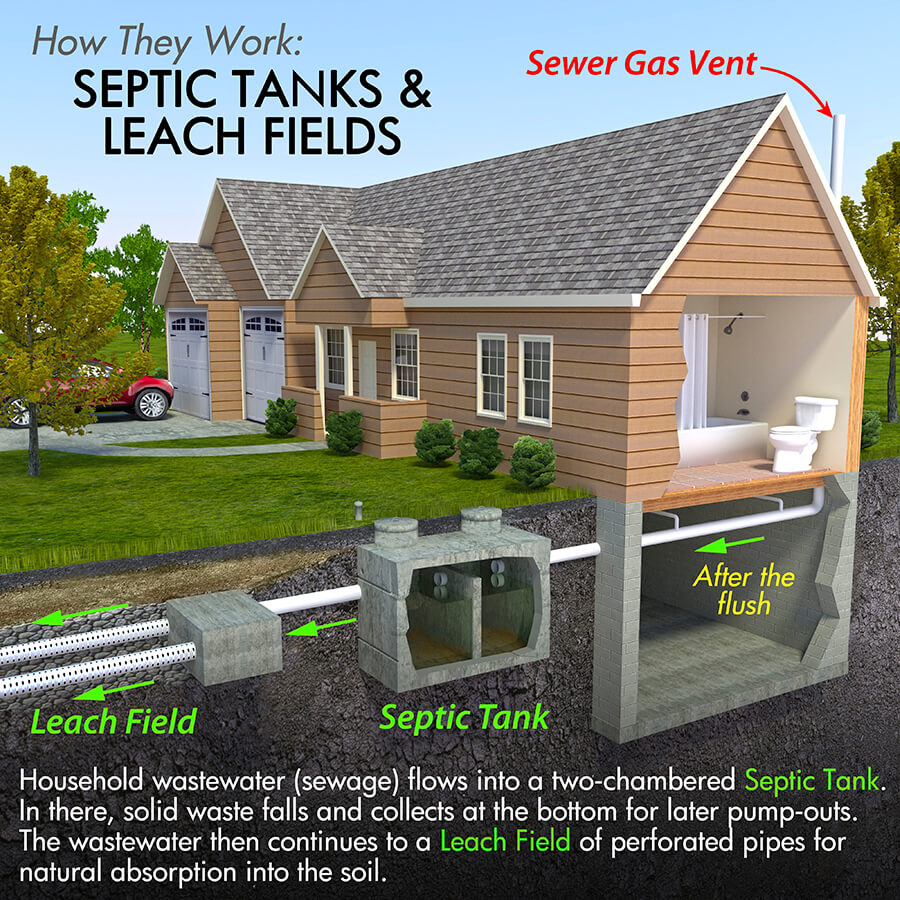 How They Work:
SEPTIC TANKS &
LEACH FIELDS
Sewer Gas Vent
After the
flush
Leach Field
Septic Tank
Household wastewater (sewage) flows into a two-chambered Septic Tank.
In there, solid waste falls and collects at the bottom for later pump-outs.
The wastewater then continues to a Leach Field of perforated pipes for
natural absorption into the soil.